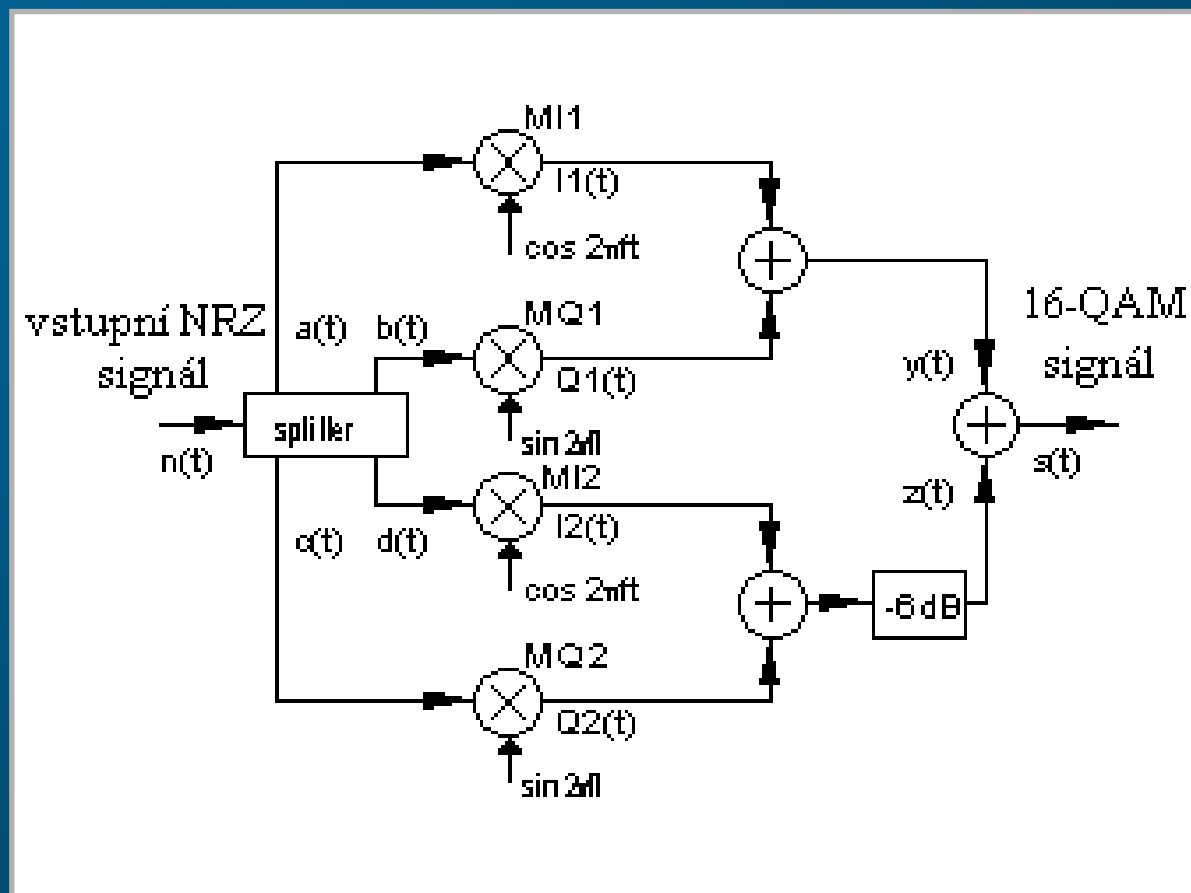 MI1
I1(t)
cos 2πft
vstupní NRZ
signál
n(t)
a(t)
b(t)
MQ1
Q1(t)
16-QAM
signál
y(t)
splitter
sin 2πft
s(t)
MI2
z(t)
c(t)
d(t)
I2(t)
cos 2πft
-6 dB
MQ2
Q2(t)
sin 2πft